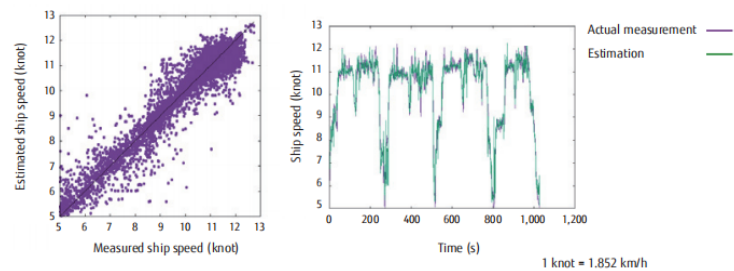 Estimated ship speed (knot)
13
12
11
10
9
8
7
6
5
5 6 7 8 9 10 11 12 13
Measured ship speed (knot)
Ship speed (knot)
13
12
11
10
9
8
7
6
5
0 200 400 600 800 1,000 1,200
Time (s)
Actual measurement
Estimation
1 knot = 1.852 km/h